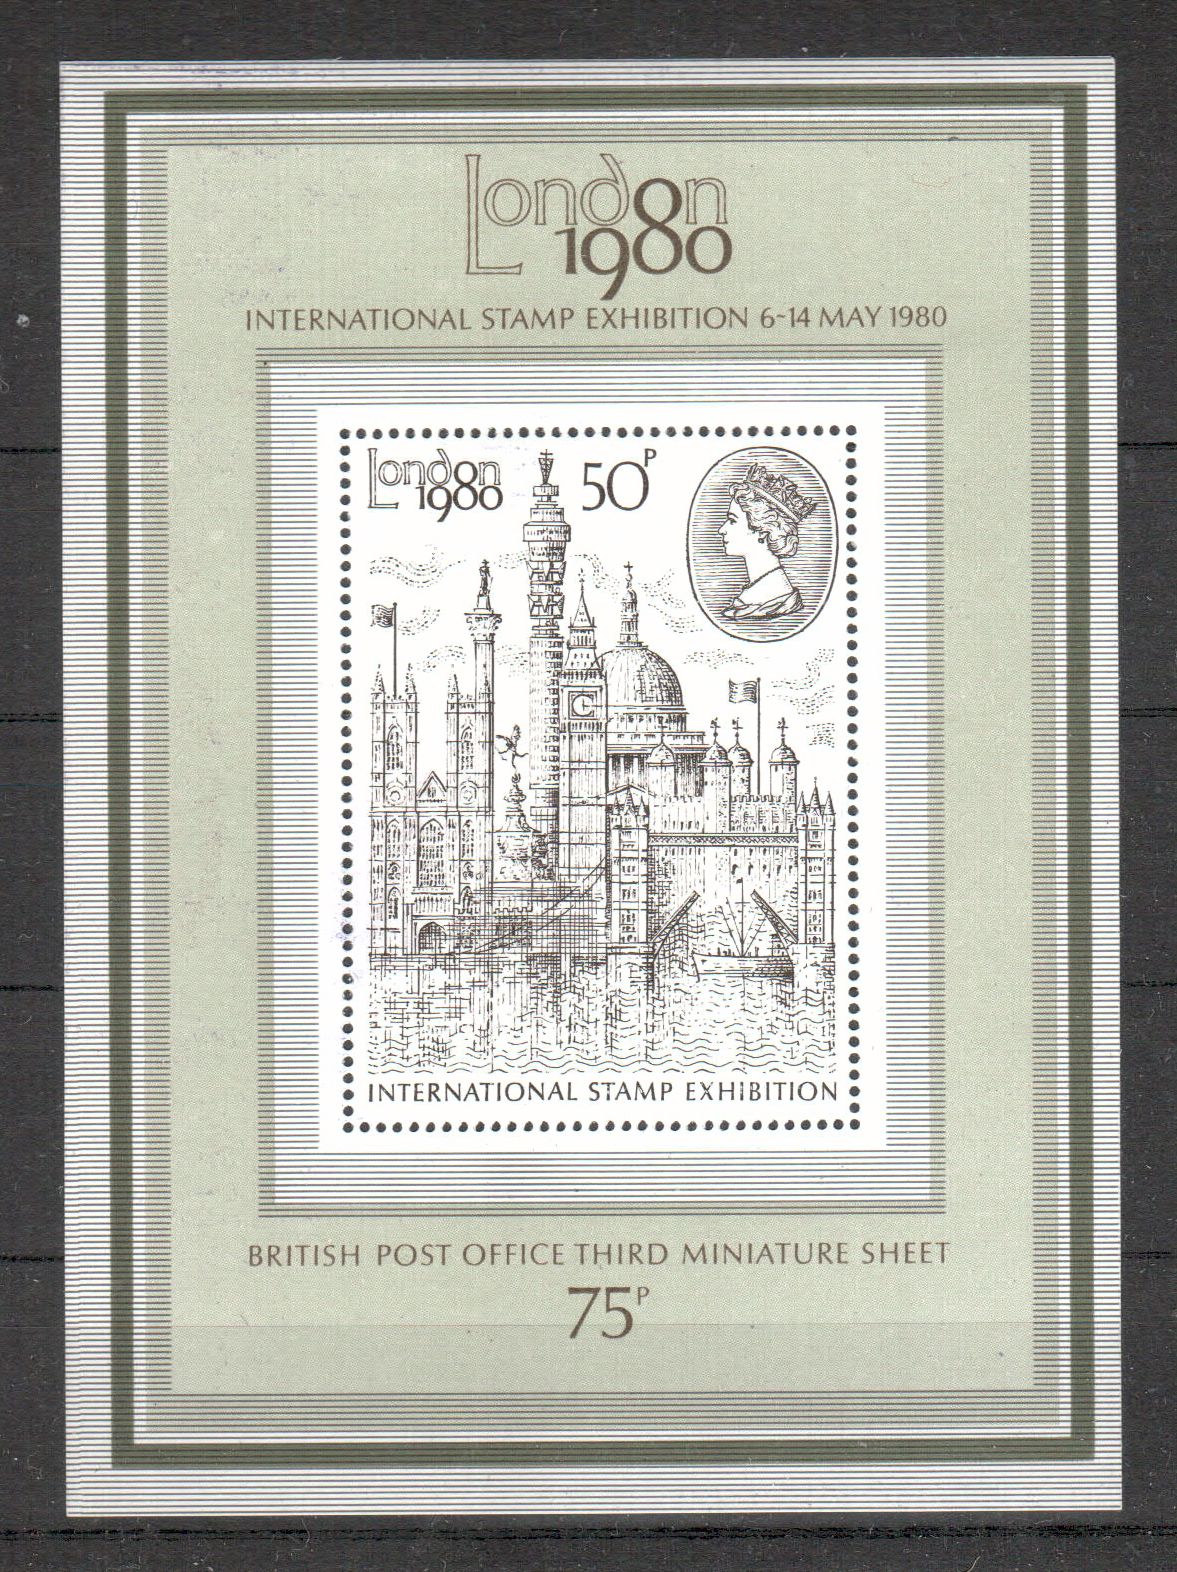 London
1980
INTERNATIONAL STAMP EXHIBITION 6-14 MAY 1980
London
1980
50P
INTERNATIONAL STAMP EXHIBITION
BRITISH POST OFFICE THIRD MINIATURE SHEET
75P